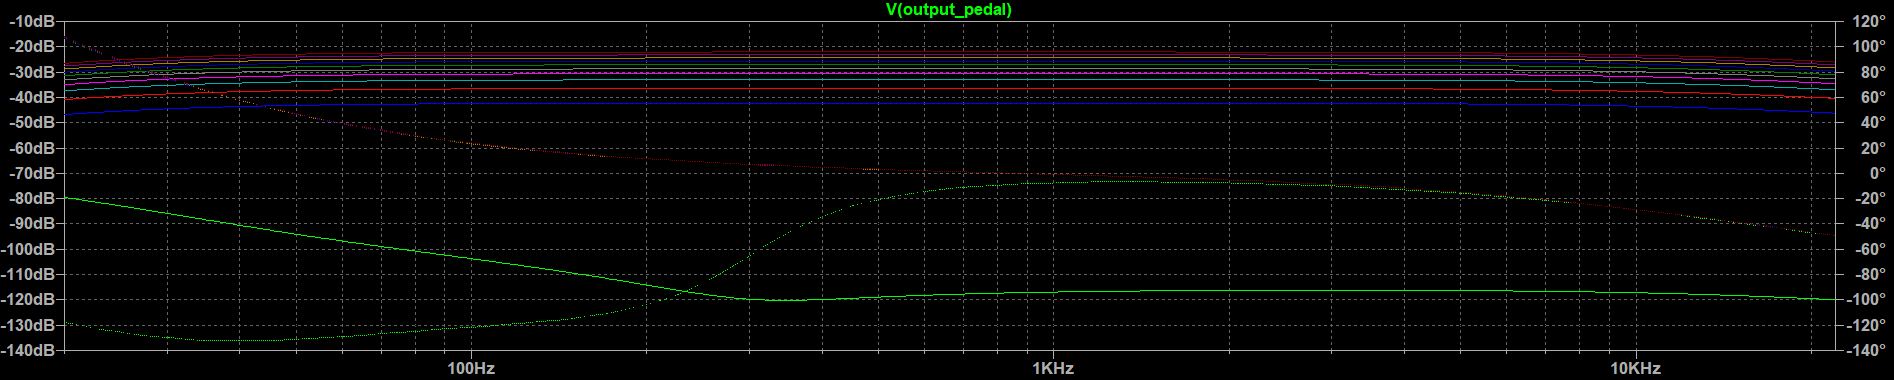 V(output_pedal)
-10dB 120°
-20dB 100°
-30dB 80°
-40dB 60°
-50dB 40°
-60dB 20°
-70dB 0°
-80dB -20°
-90dB -40°
-100dB -60°
-110dB -80°
-120dB -100°
-130dB -120°
-140dB -140°
100Hz 1KHz 10KHz